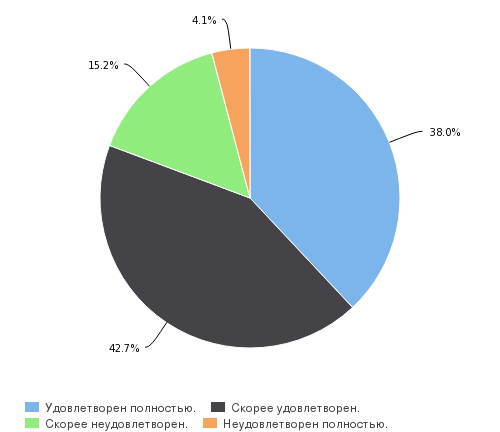 4.1%
15.2%
38.0%
42.7%
Удовлетворен полностью. Скорее удовлетворен.
Скорее неудовлетворен. Неудовлетворен полностью.